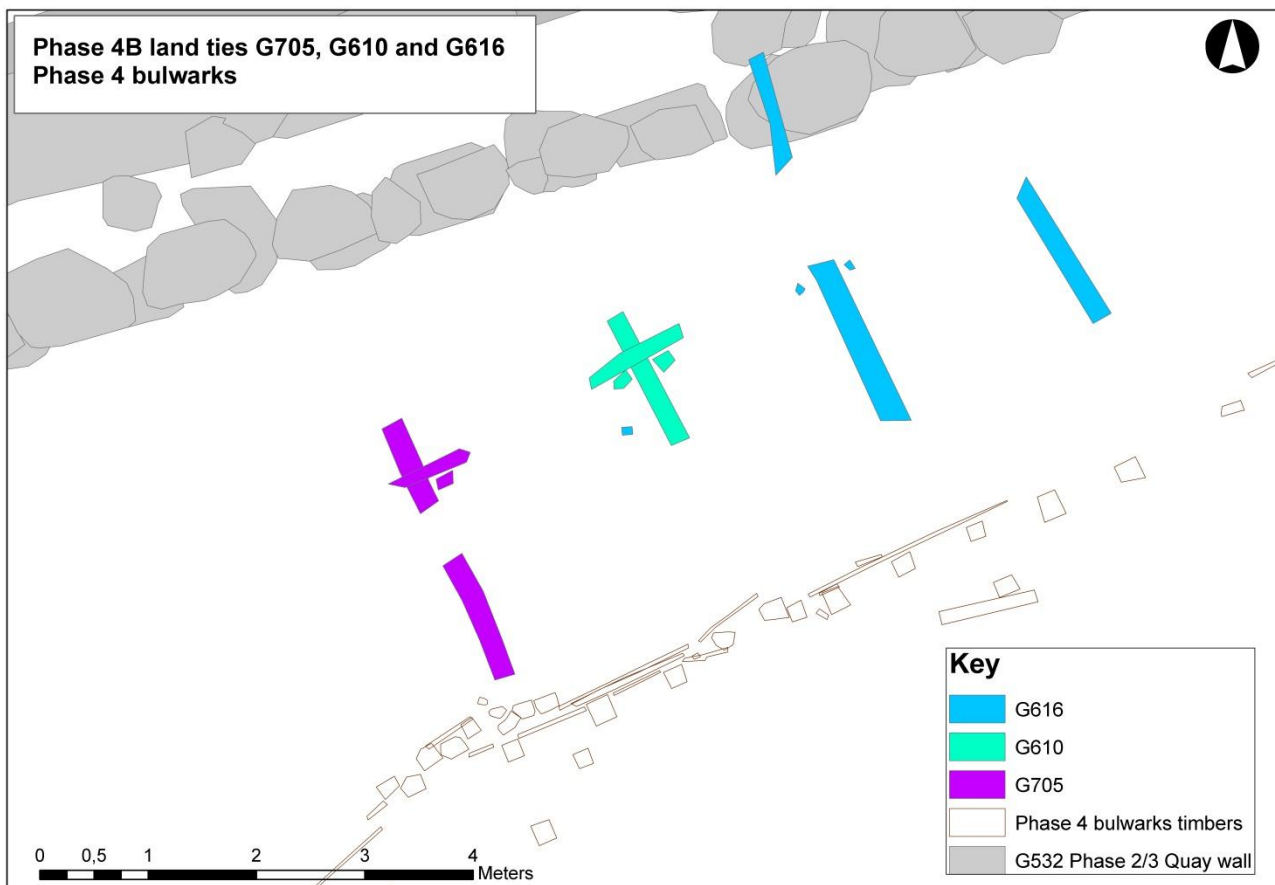 Phase 4B land ties G705, G610 and G616
Phase 4 bulwarks
Key
G616
G610
G705
Phase 4 bulwarks timbers
G532 Phase 2/3 Quay wall
0 0,5 1 2 3 4
Meters